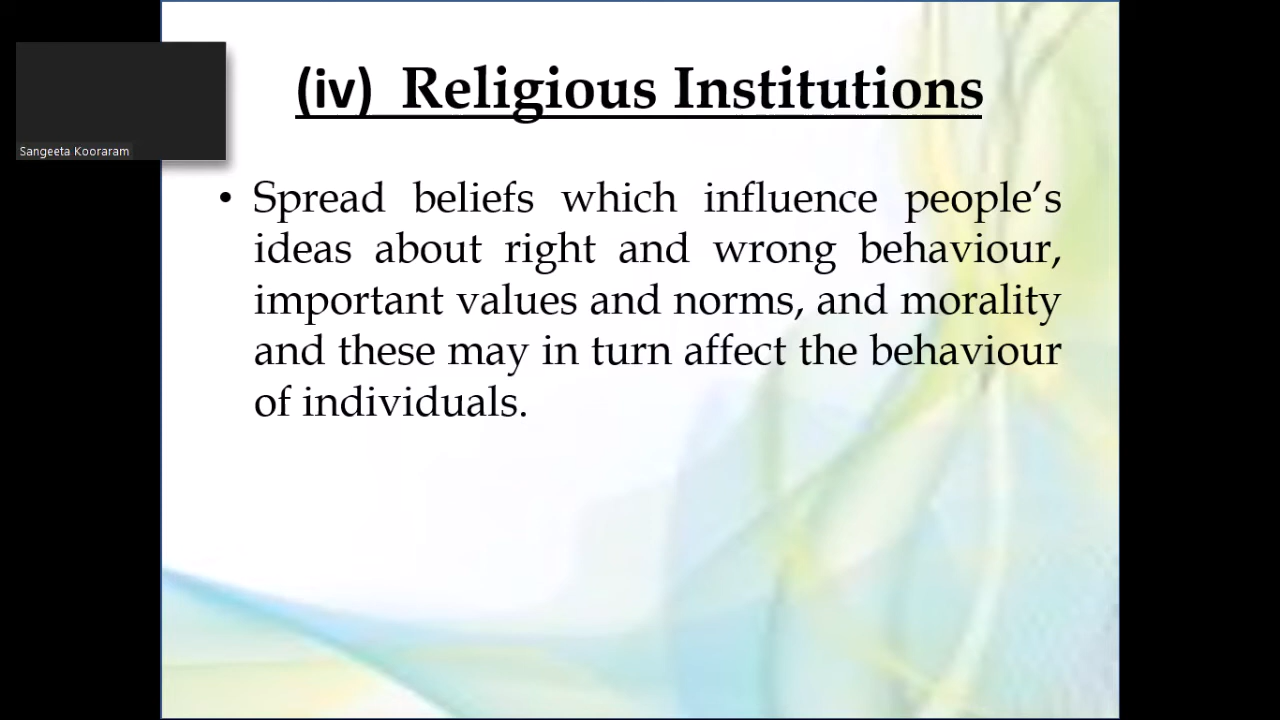 (iv) Religious Institutions
Sangeeta Kooraram
• Spread beliefs which influence people’s
ideas about right and wrong behaviour,
important values and norms, and morality
and these may in turn affect the behaviour
of individuals.